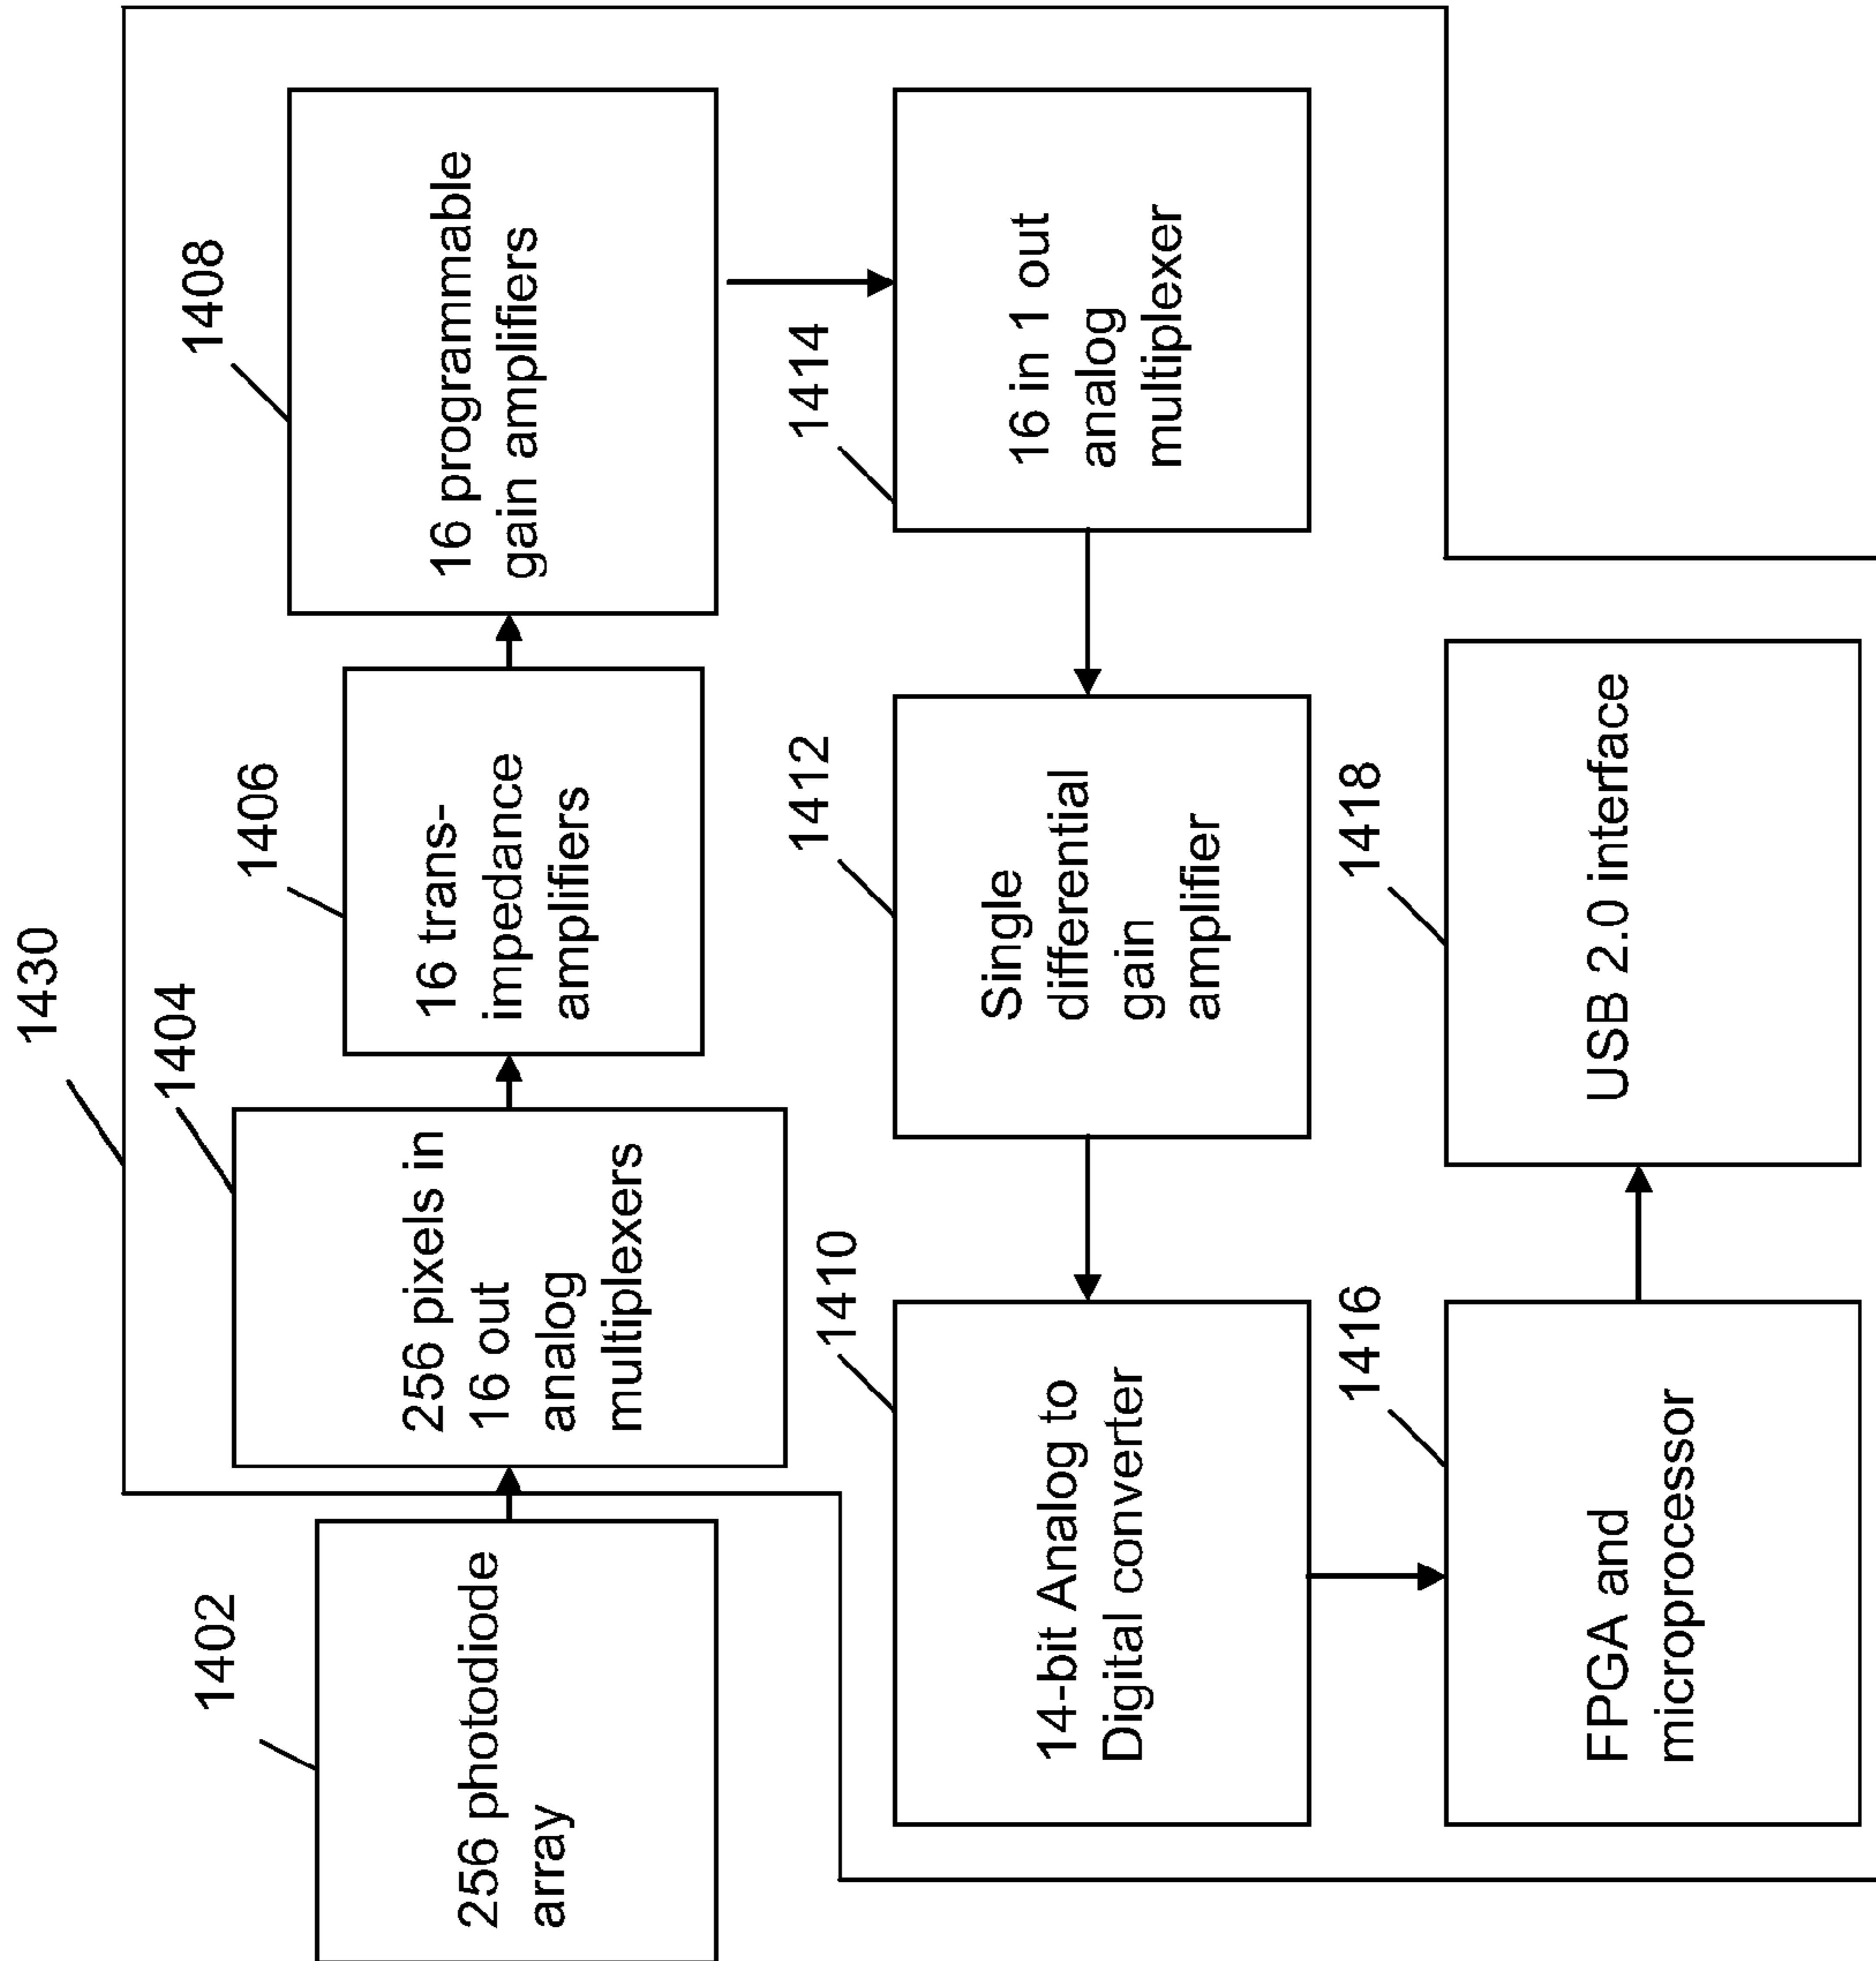 1430
1402
256 photodiode
array
1404
256 pixels in
16 out
analog
multiplexers
1406
16 trans-
impedance
amplifiers
1408
16 programmable
gain amplifiers
1410
14-bit Analog to
Digital converter
1412
Single
differential
gain
amplifier
1414
16 in 1 out
analog
multiplexer
1416
FPGA and
microprocessor
1418
USB 2.0 interface